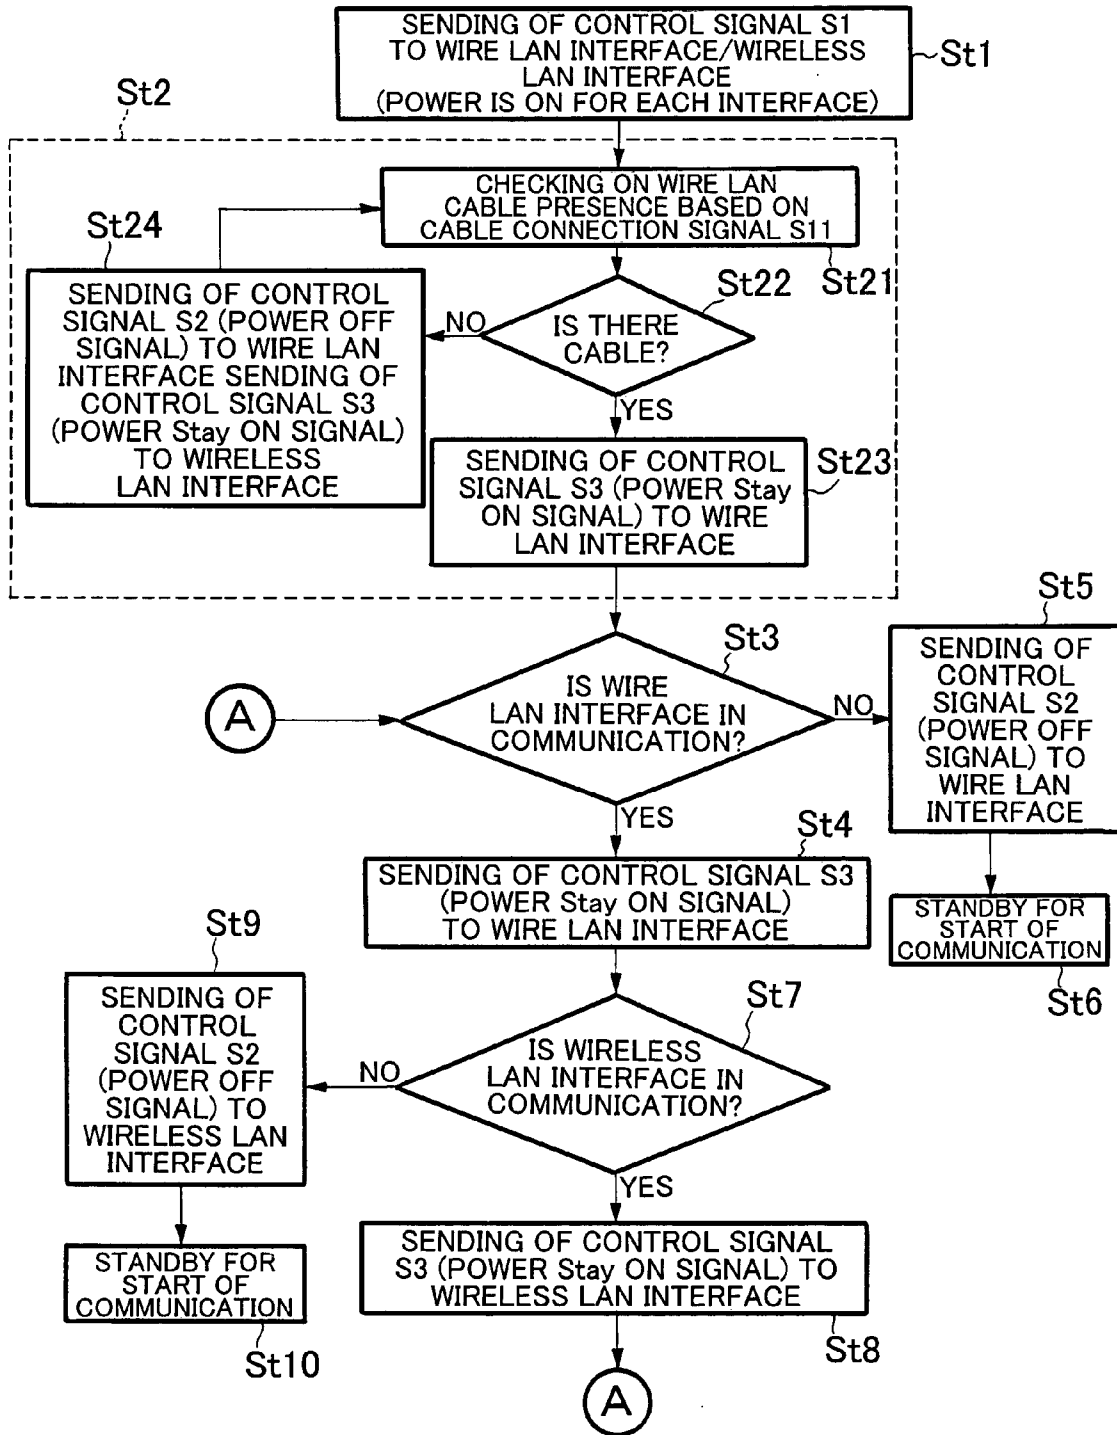 SENDING OF CONTROL SIGNAL S1
TO WIRE LAN INTERFACE/WIRELESS
LAN INTERFACE
(POWER IS ON FOR EACH INTERFACE)
St1
St2
CHECKING ON WIRE LAN
CABLE PRESENCE BASED ON
CABLE CONNECTION SIGNAL S11
St21
St24
SENDING OF CONTROL
SIGNAL S2 (POWER OFF
SIGNAL) TO WIRE LAN
INTERFACE SENDING OF
CONTROL SIGNAL S3
(POWER Stay ON SIGNAL)
TO WIRELESS
LAN INTERFACE
NO
IS THERE
CABLE?
St22
YES
SENDING OF CONTROL
SIGNAL S3 (POWER Stay
ON SIGNAL) TO WIRE
LAN INTERFACE
St23
A
IS WIRE
LAN INTERFACE IN
COMMUNICATION?
St3
NO
YES
St5
SENDING OF
CONTROL
SIGNAL S2
(POWER OFF
SIGNAL) TO
WIRE LAN
INTERFACE
STANDBY FOR
START OF
COMMUNICATION
St6
St4
SENDING OF CONTROL SIGNAL S3
(POWER Stay ON SIGNAL)
TO WIRE LAN INTERFACE
St7
IS WIRELESS
LAN INTERFACE IN
COMMUNICATION?
NO
YES
St9
SENDING OF
CONTROL
SIGNAL S2
(POWER OFF
SIGNAL) TO
WIRELESS LAN
INTERFACE
STANDBY FOR
START OF
COMMUNICATION
St10
SENDING OF CONTROL SIGNAL
S3 (POWER Stay ON SIGNAL) TO
WIRELESS LAN INTERFACE
St8
A